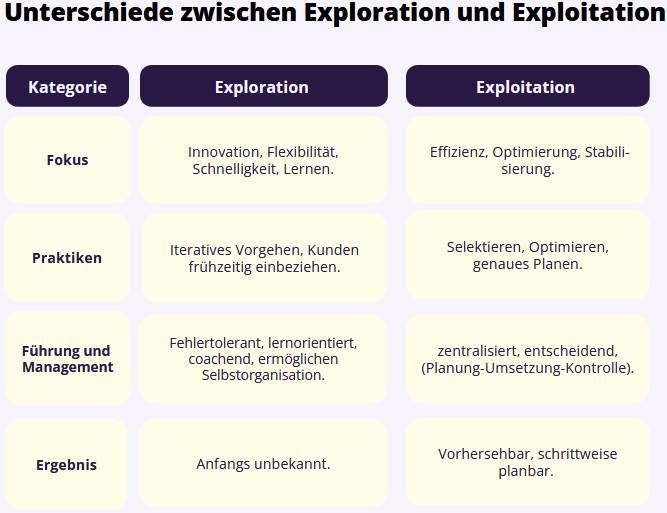 Unterschiede zwischen Exploration und Exploitation
Kategorie
Exploration
Exploitation
Fokus
Innovation, Flexibilität,
Schnelligkeit, Lernen.
Effizienz, Optimierung, Stabili-
sierung.
Praktiken
Iteratives Vorgehen, Kunden
frühzeitig einbeziehen.
Selektieren, Optimieren,
genaues Planen.
Führung und
Management
Fehlertolerant, lernorientiert,
coachend, ermöglichen
Selbstorganisation.
zentralisiert, entscheidend,
(Planung-Umsetzung-Kontrolle).
Ergebnis
Anfangs unbekannt.
Vorhersehbar, schrittweise
planbar.